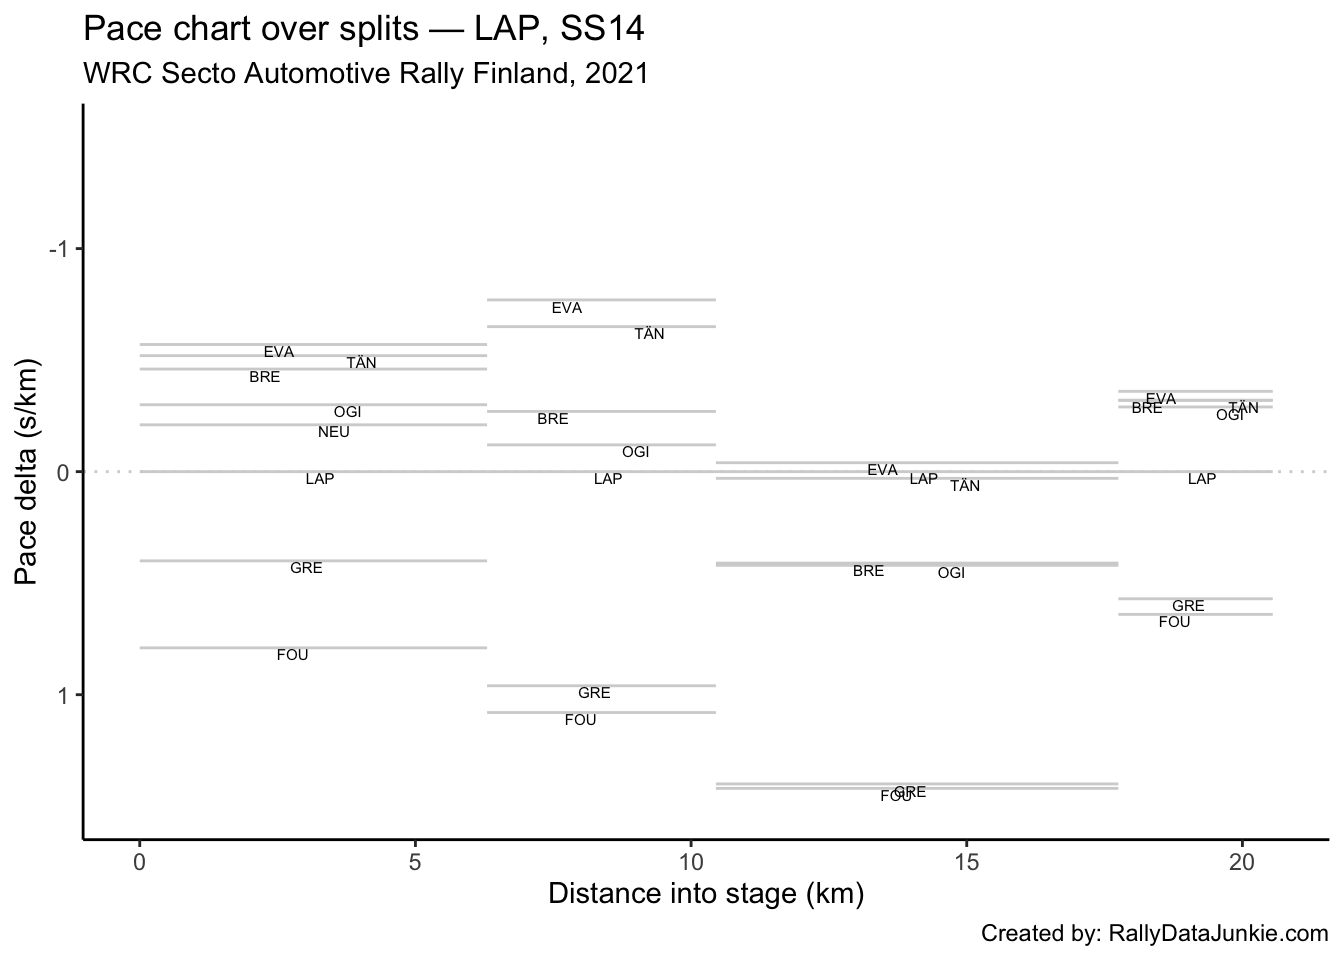 Pace chart over splits — LAP, SS14
WRC Secto Automotive Rally Finland, 2021
Pace delta (s/km)
-1
0
1
EVA
TÄN
BRE
OGI
NEU
LAP
GRE
FOU
EVA
TÄN
BRE
OGI
LAP
GRE
FOU
EVA
LAP
TÄN
BRE
OGI
GRE
FOU
EVA
BRE
TÄN
OGI
LAP
GRE
FOU
0 5 10 15 20
Distance into stage (km)
Created by: RallyDataJunkie.com